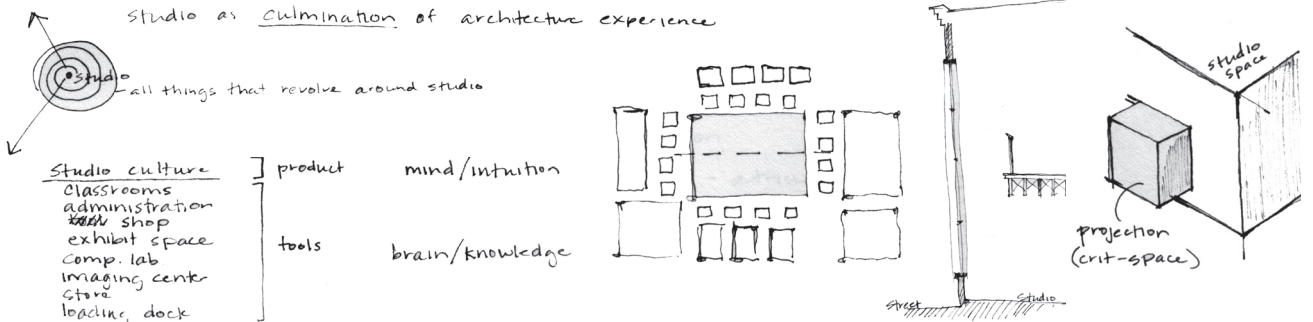 studio as culmination of architecture experience
studio
all things that revolve around studio
studio culture
classrooms
administration
shop
exhibit space
comp. lab
imaging center
store
loading dock
product
tools
mind/intuition
brain/knowledge
street
studio
studio
space
projection
(crit-space)